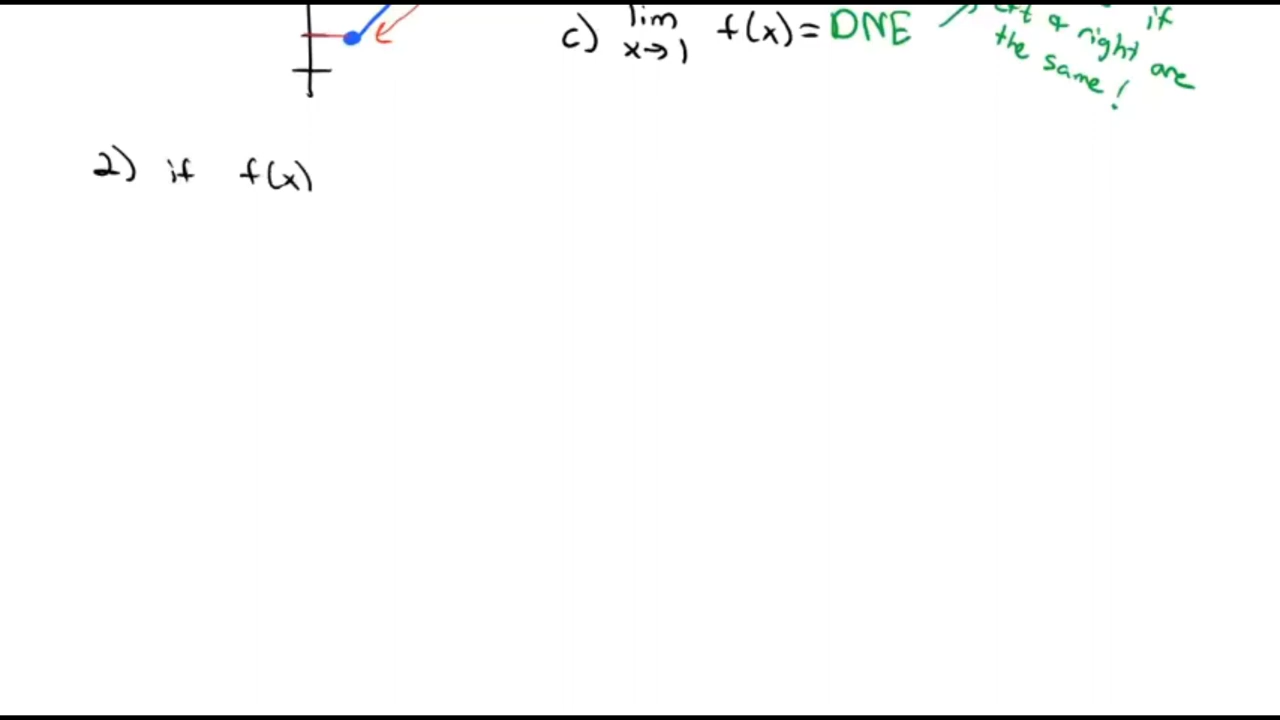 c) lim x→1 f(x) = DNE
if
right are
the same!
2) if f(x)